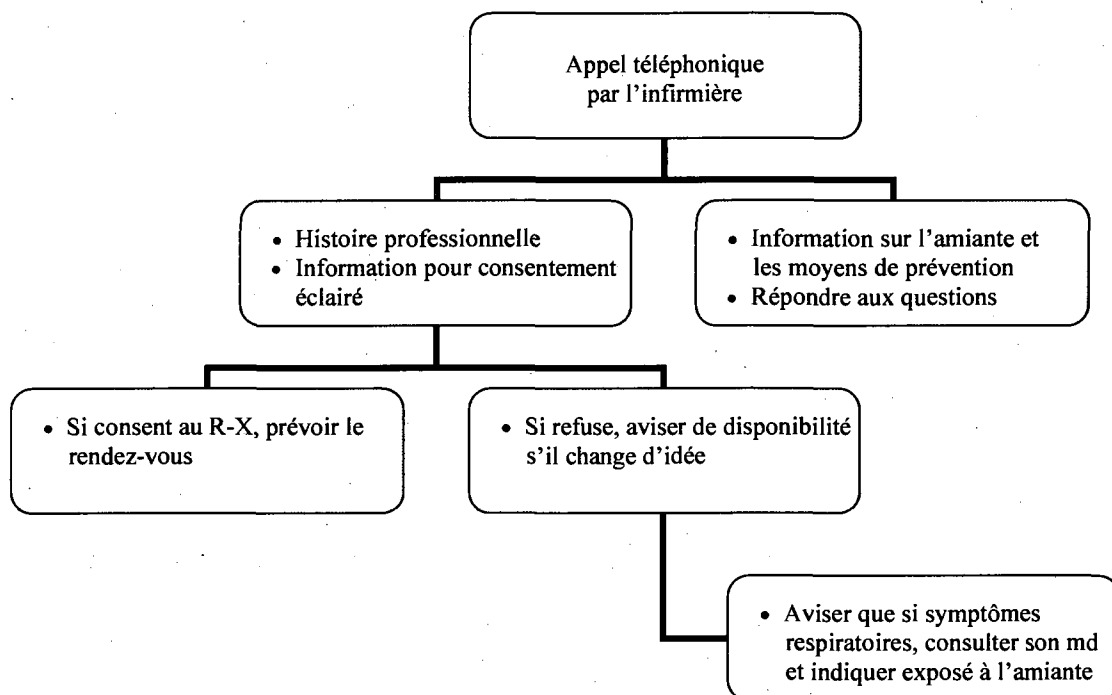 Appel téléphonique
par l'infirmière
• Histoire professionnelle
• Information pour consentement
éclairé
• Information sur l'amiante et
les moyens de prévention
• Répondre aux questions
• Si consent au R-X, prévoir le
rendez-vous
• Si refuse, aviser de disponibilité
s'il change d'idée
• Aviser que si symptômes
respiratoires, consulter son md
et indiquer exposé à l'amiante